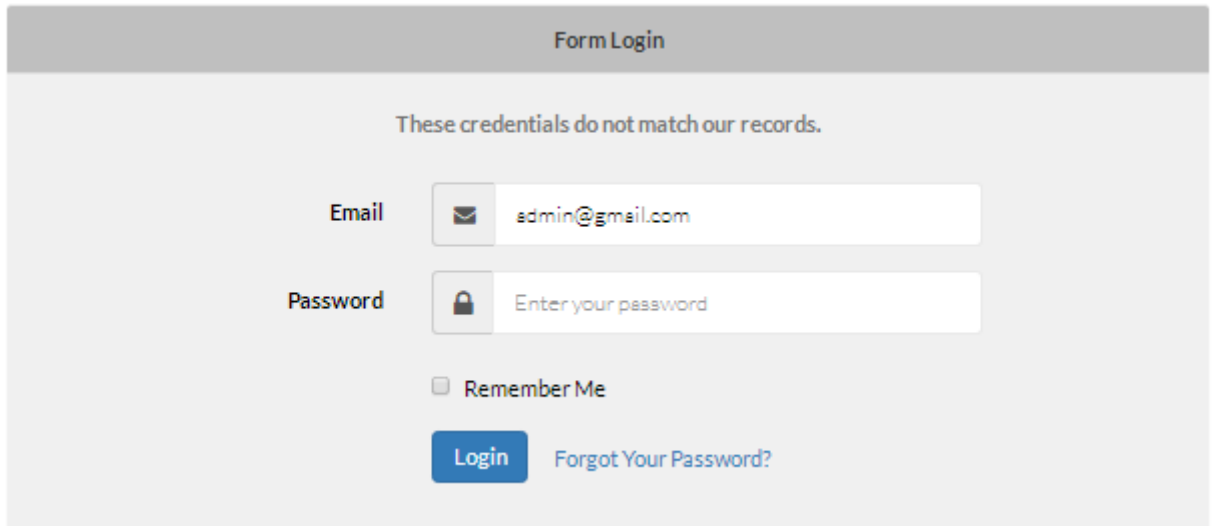 Form Login
These credentials do not match our records.
Email
admin@gmail.com
Password
Enter your password
Remember Me
Login
Forgot Your Password?